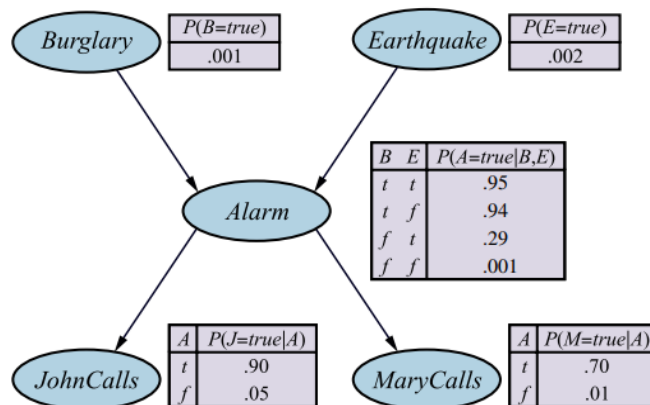 Burglary
P(B=true)
.001
Earthquake
P(E=true)
.002
B E P(A=true|B,E)
t t .95
t f .94
f t .29
f f .001
Alarm
JohnCalls
A P(J=true|A)
t .90
f .05
MaryCalls
A P(M=true|A)
t .70
f .01